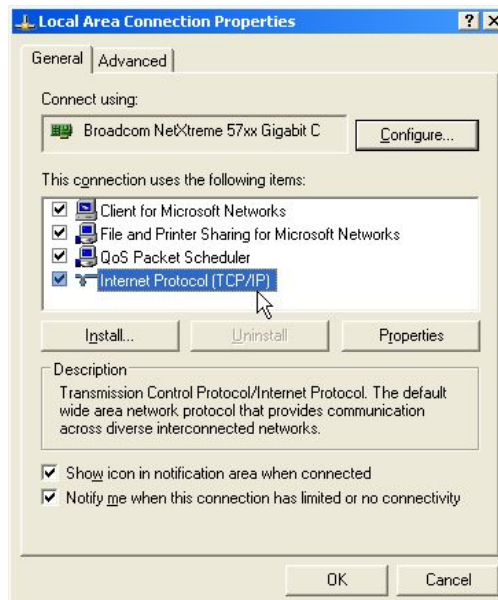 Local Area Connection Properties
General
Advanced
Connect using:
Broadcom NetXtreme 57xx Gigabit C
Configure...
This connection uses the following items:
Client for Microsoft Networks
File and Printer Sharing for Microsoft Networks
QoS Packet Scheduler
Internet Protocol (TCP/IP)
Install...
Uninstall
Properties
Description
Transmission Control Protocol/Internet Protocol. The default
wide area network protocol that provides communication
across diverse interconnected networks.
Show icon in notification area when connected
Notify me when this connection has limited or no connectivity
OK
Cancel